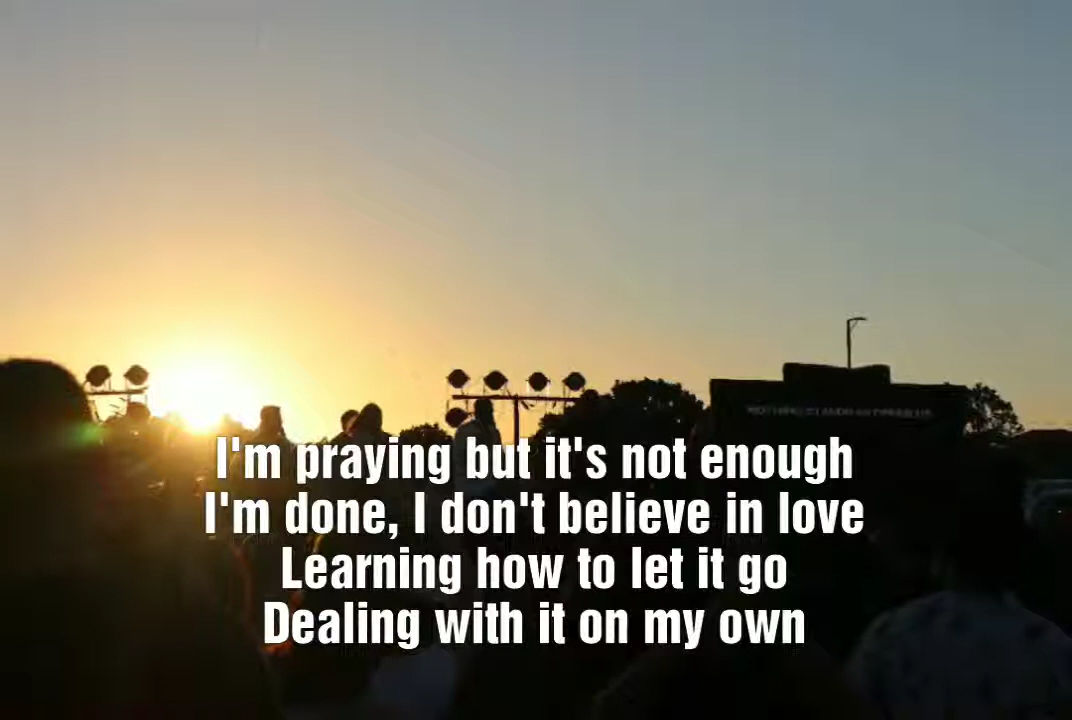 I'm praying but it's not enough
I'm done, I don't believe in love
Learning how to let it go
Dealing with it on my own